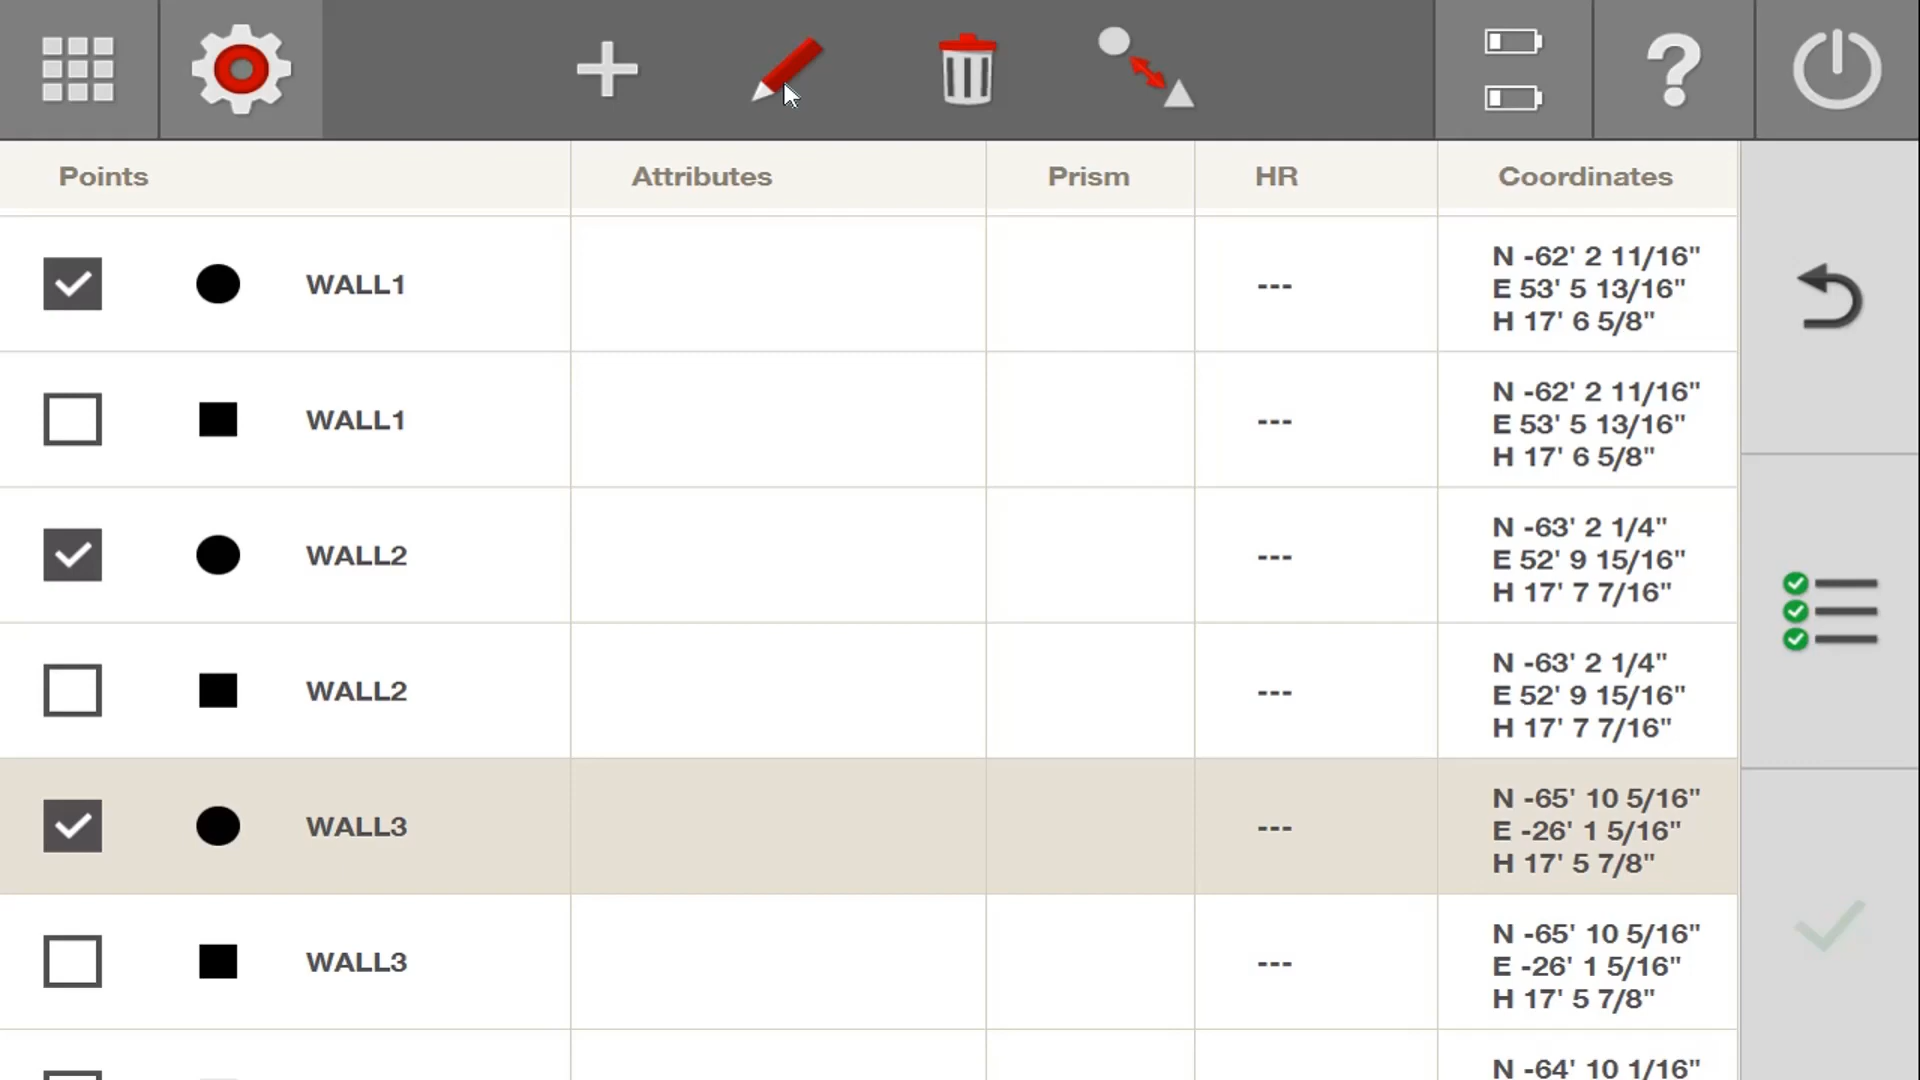 Points Attributes Prism HR Coordinates
WALL1 --- N -62' 2 11/16"
E 53' 5 13/16"
H 17' 6 5/8"
WALL1 --- N -62' 2 11/16"
E 53' 5 13/16"
H 17' 6 5/8"
WALL2 --- N -63' 2 1/4"
E 52' 9 15/16"
H 17' 7 7/16"
WALL2 --- N -63' 2 1/4"
E 52' 9 15/16"
H 17' 7 7/16"
WALL3 --- N -65' 10 5/16"
E -26' 1 5/16"
H 17' 5 7/8"
WALL3 --- N -65' 10 5/16"
E -26' 1 5/16"
H 17' 5 7/8"
N -64' 10 1/16"